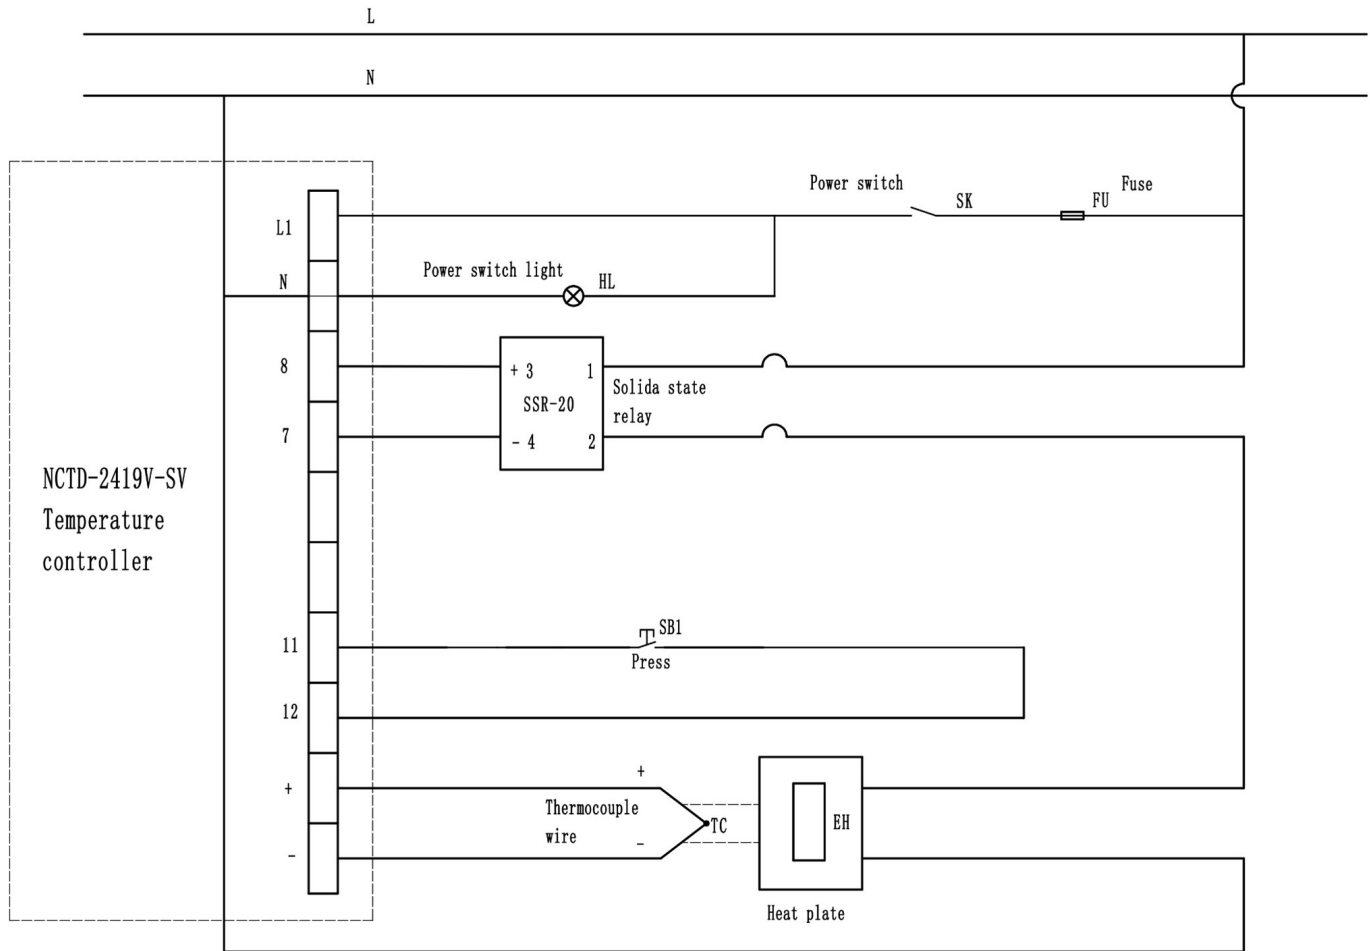 L
N
Power switch
SK
Fuse
FU
L1
Power switch light
HL
N
8
+ 3
1
Solida state
relay
SSR-20
7
- 4
2
NCTD-2419V-SV
Temperature
controller
11
SB1
Press
12
+
+
Thermocouple
wire
TC
EH
-
-
Heat plate